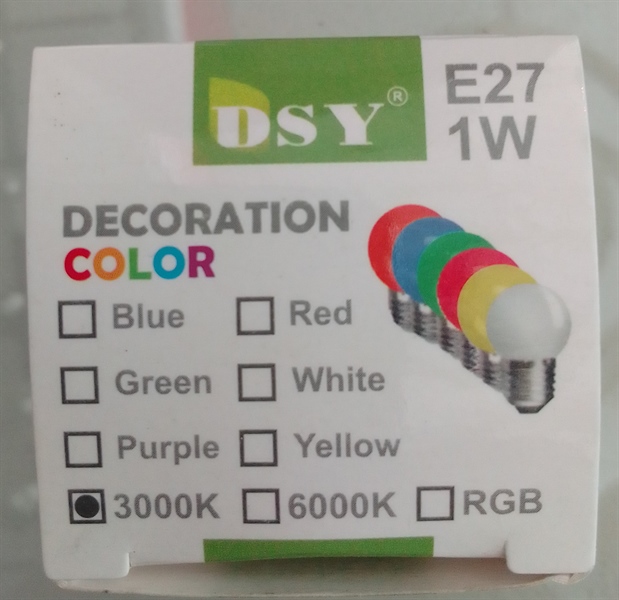 DSY®
E27
1W
DECORATION
COLOR
Blue Red
Green White
Purple Yellow
3000K 6000K RGB